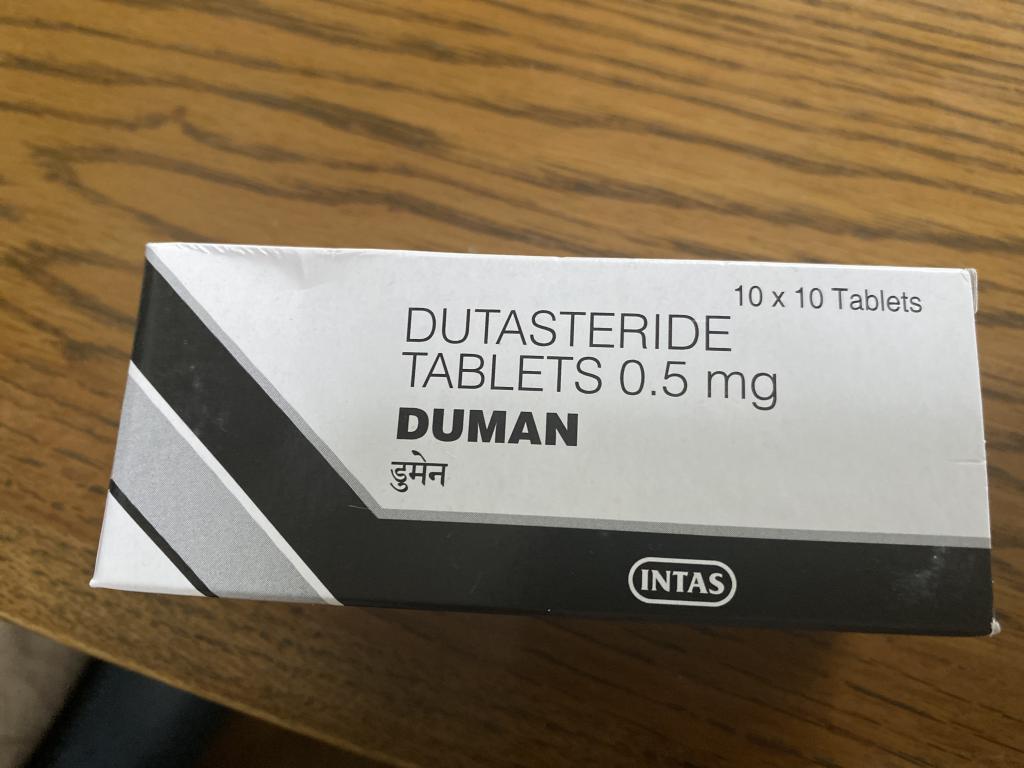 10 x 10 Tablets
DUTASTERIDE
TABLETS 0.5 mg
DUMAN
डुमेन
INTAS